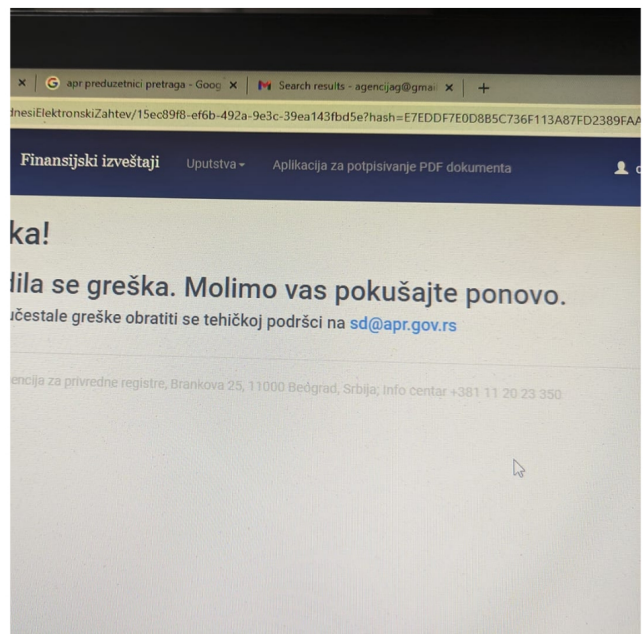 apr preduzetnici pretraga - Goog
Search results - agencijag@gmai
dnesiElektronskiZahtev/15ec89f8-ef6b-492a-9e3c-39ea143fbd5e?hash=E7EDDF7E0D8B5C736F113A87FD2389FAA
Finansijski izveštaji Uputstva Aplikacija za potpisivanje PDF dokumenta
ka!
dila se greška. Molimo vas pokušajte ponovo.
učestale greške obratiti se tehičkoj podršci na sd@apr.gov.rs
encija za privredne registre, Brankova 25, 11000 Beograd, Srbija; Info centar +381 11 20 23 350